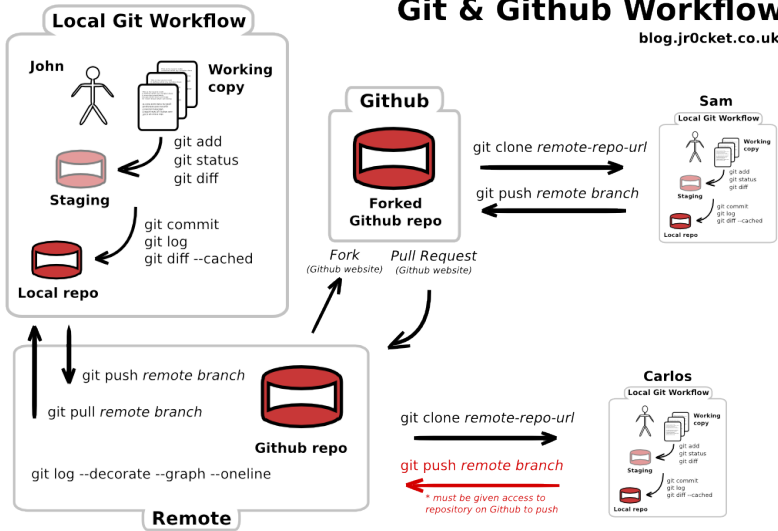 Git & Github Workflow
blog.jr0cket.co.uk
Local Git Workflow
John
Working
copy
git add
git status
git diff
Staging
git commit
git log
git diff --cached
Local repo
Github
Forked
Github repo
Fork
(Github website)
Pull Request
(Github website)
git clone remote-repo-url
git push remote branch
Sam
Local Git Workflow
Working
copy
git add
git status
git diff
Staging
git commit
git log
git diff --cached
Local repo
git push remote branch
git pull remote branch
Github repo
git log --decorate --graph --oneline
Remote
git clone remote-repo-url
git push remote branch
* must be given access to
repository on Github to push
Carlos
Local Git Workflow
Working
copy
git add
git status
git diff
Staging
git commit
git log
git diff --cached
Local repo